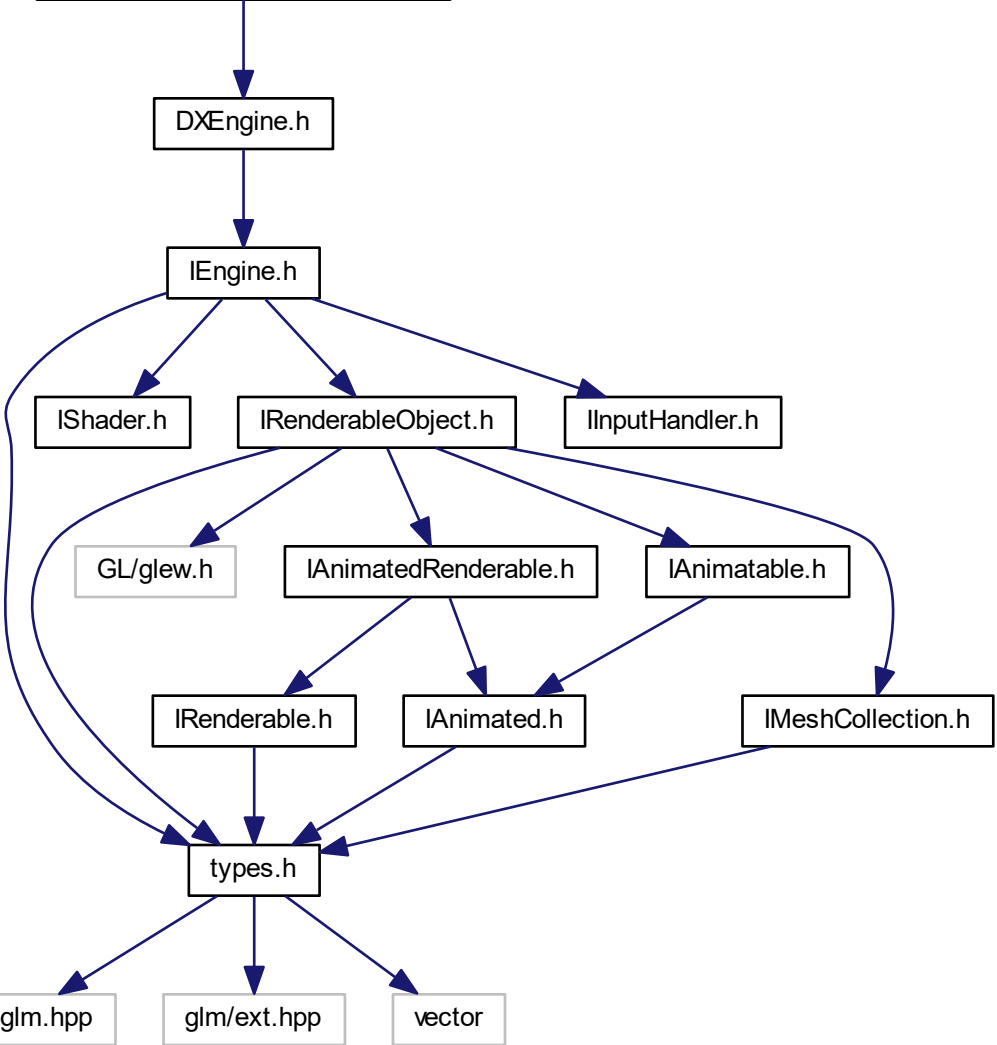 DXEngine.h
IEngine.h
IShader.h
IRenderableObject.h
IInputHandler.h
GL/glew.h
IAnimatedRenderable.h
IAnimatable.h
IRenderable.h
IAnimated.h
IMeshCollection.h
types.h
glm.hpp
glm/ext.hpp
vector